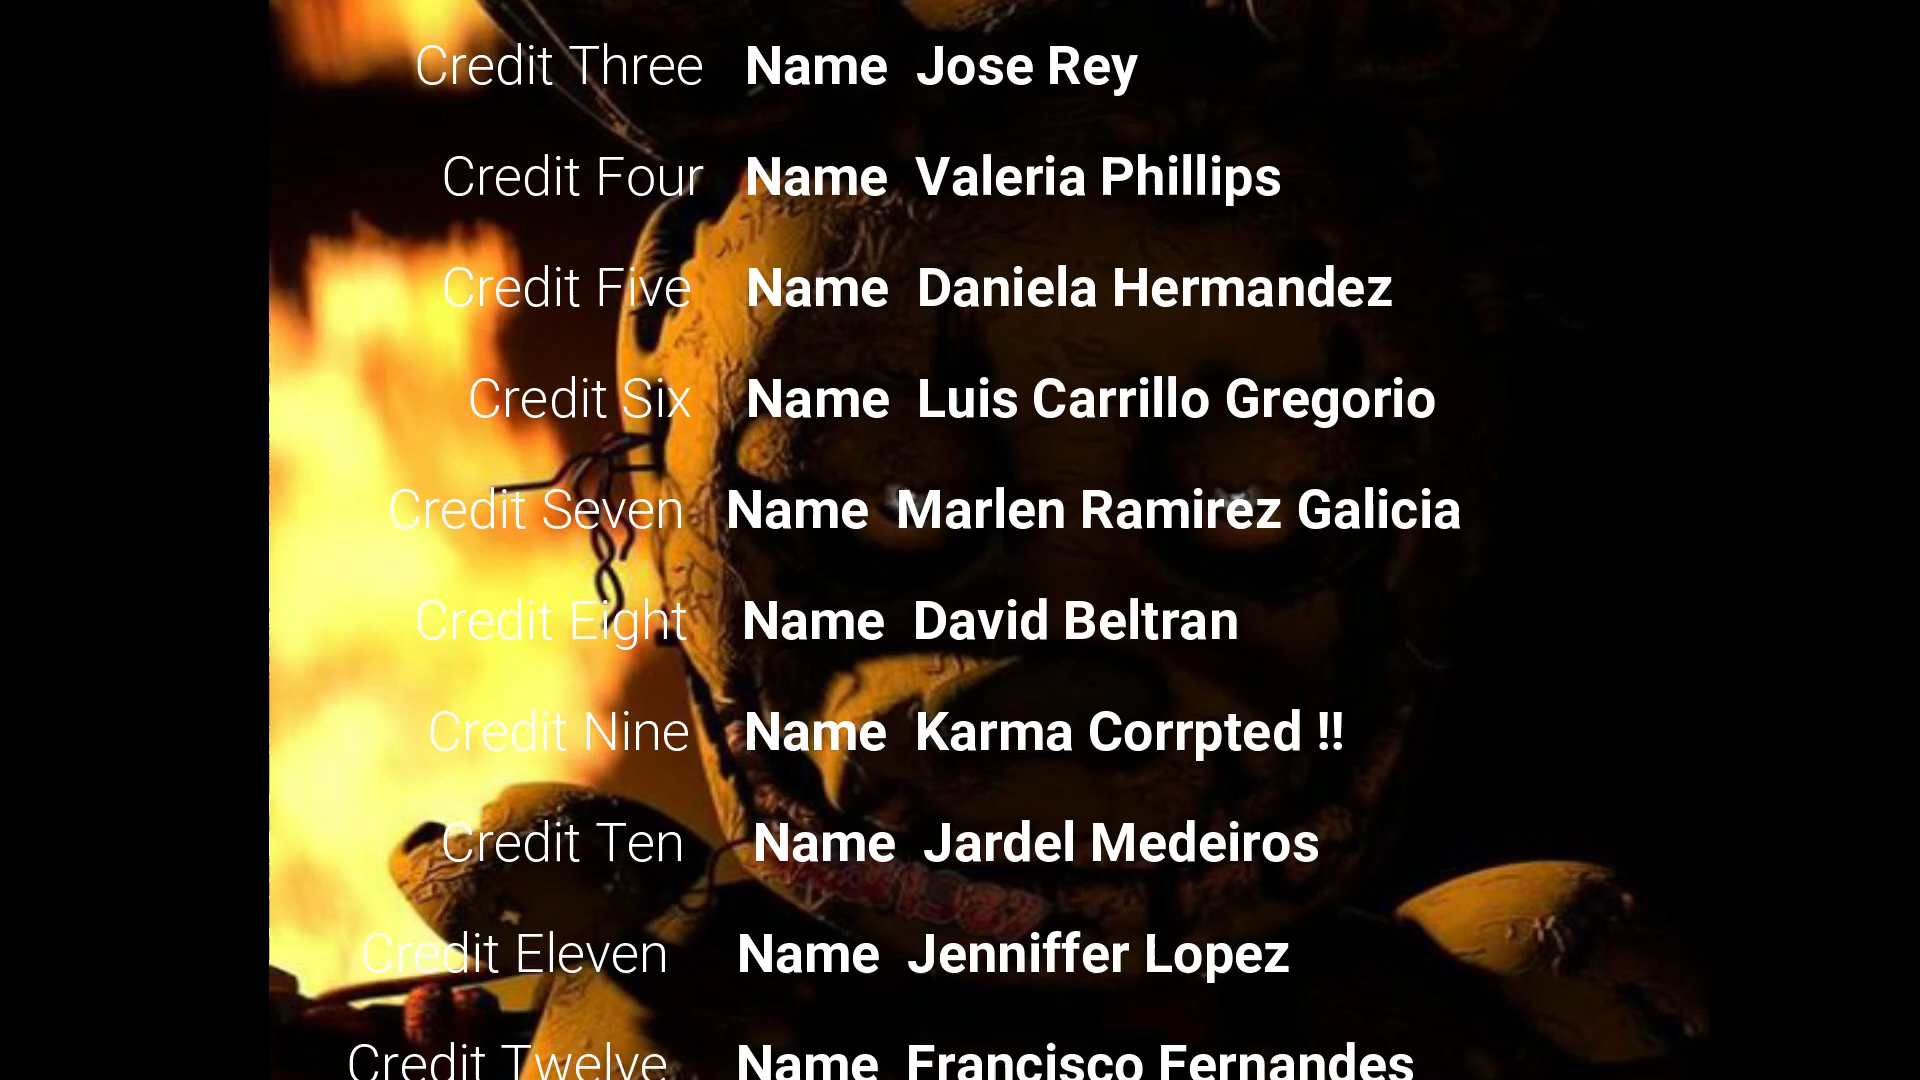 Credit Three Name Jose Rey
Credit Four Name Valeria Phillips
Credit Five Name Daniela Hermandez
Credit Six Name Luis Carrillo Gregorio
Credit Seven Name Marlen Ramirez Galicia
Credit Eight Name David Beltran
Credit Nine Name Karma Corrpted !!
Credit Ten Name Jardel Medeiros
Credit Eleven Name Jenniffer Lopez
Credit Twelve Name Francisco Fernandes